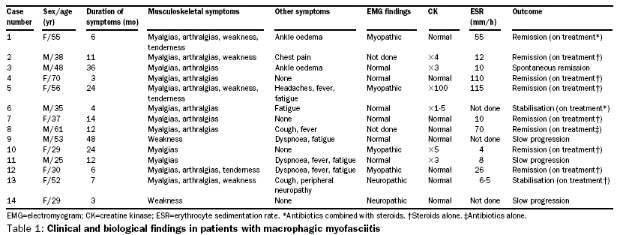 Case Sex/age Duration of Musculoskeletal symptoms Other symptoms EMG findings CK ESR Outcome
number (yr) symptoms (mo) (mm/h)
1 F/55 6 Myalgias, arthralgias, weakness, Ankle oedema Myopathic Normal 55 Remission (on treatment*)
tenderness
2 M/38 11 Myalgias, arthralgias, weakness Chest pain Not done ×4 12 Remission (on treatment†)
3 M/48 36 Myalgias, arthralgias Ankle oedema Normal ×3 10 Spontaneous remission
4 F/70 3 Myalgias, arthralgias None Normal Normal 110 Remission (on treatment†)
5 F/56 24 Myalgias, arthralgias, weakness, Headaches, fever, Myopathic ×100 115 Remission (on treatment†)
tenderness fatigue
6 M/35 4 Myalgias, arthralgias Fatigue Normal ×1·5 Not done Stabilisation (on treatment*)
7 F/37 14 Myalgias, arthralgias None Normal Normal 10 Remission (on treatment†)
8 M/61 12 Myalgias, arthralgias Cough, fever Not done Normal 70 Remission (on treatment‡)
9 M/53 48 Weakness Dyspnoea, fatigue Normal Normal Not done Slow progression
10 F/29 24 Myalgias None Myopathic ×5 4 Remission (on treatment†)
11 M/25 12 Myalgias Dyspnoea, fever, fatigue Normal ×3 8 Slow progression
12 F/30 6 Myalgias, arthralgias, tenderness Dyspnoea, fever, fatigue Myopathic Normal 26 Remission (on treatment†)
13 F/52 7 Myalgias, arthralgias, weakness Cough, peripheral Neuropathic Normal 6·5 Stabilisation (on treatment†)
neuropathy
14 F/29 3 Weakness None Neuropathic Normal Not done Slow progression
EMG=electromyogram; CK=creatine kinase; ESR=erythrocyte sedimentation rate. *Antibiotics combined with steroids. †Steroids alone. ‡Antibiotics alone.
Table 1: Clinical and biological findings in patients with macrophagic myofasciitis